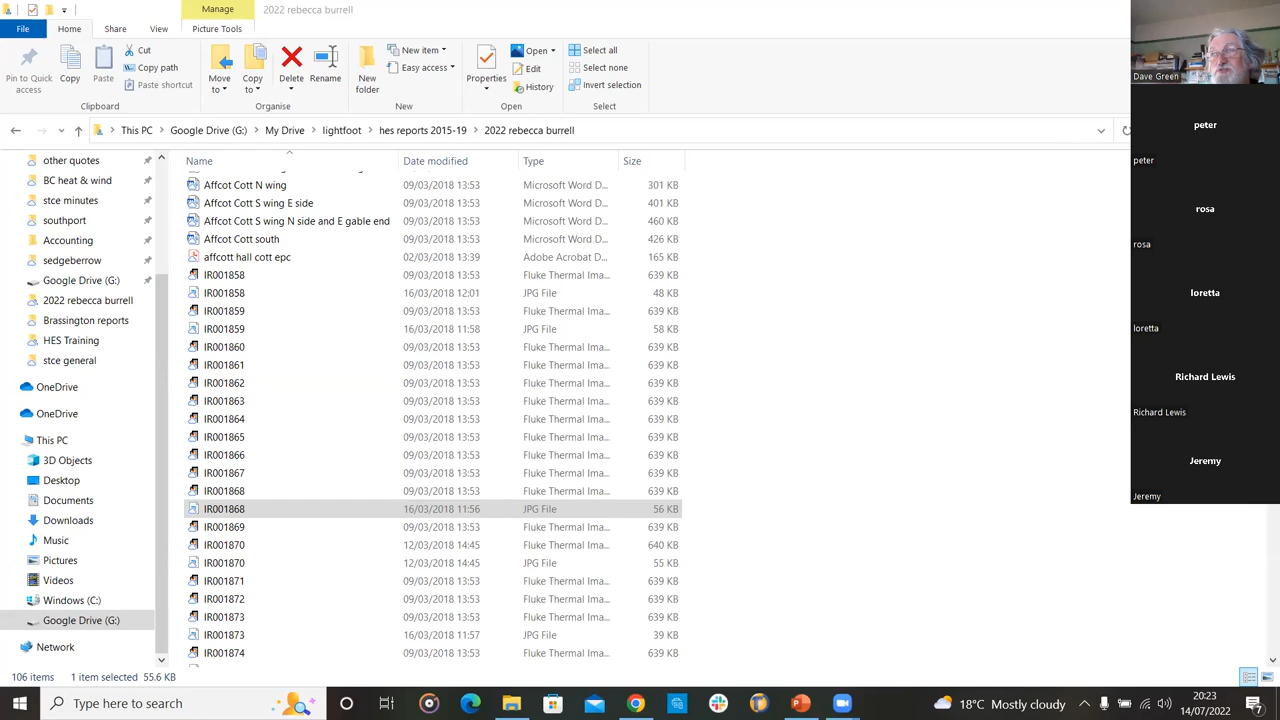 Manage
2022 rebecca burrell
File
Home
Share
View
Picture Tools
Pin to Quick access
Copy
Paste
Cut
Copy path
Paste shortcut
Clipboard
Move to
Copy to
Delete
Rename
Organise
New folder
New item
Easy access
New
Properties
Open
Edit
History
Open
Select all
Select none
Invert selection
Select
This PC > Google Drive (G:) > My Drive > lightfoot > hes reports 2015-19 > 2022 rebecca burrell
other quotes
BC heat & wind
stce minutes
southport
Accounting
sedgeberrow
Google Drive (G:)
2022 rebecca burrell
Brassington reports
HES Training
stce general
OneDrive
OneDrive
This PC
3D Objects
Desktop
Documents
Downloads
Music
Pictures
Videos
Windows (C:)
Google Drive (G:)
Network
Name Date modified Type Size
Affcot Cott N wing 09/03/2018 13:53 Microsoft Word D... 301 KB
Affcot Cott S wing E side 09/03/2018 13:53 Microsoft Word D... 401 KB
Affcot Cott S wing N side and E gable end 09/03/2018 13:53 Microsoft Word D... 460 KB
Affcot Cott south 09/03/2018 13:53 Microsoft Word D... 426 KB
affcott hall cott epc 02/03/2018 13:39 Adobe Acrobat D... 165 KB
IR001858 09/03/2018 13:53 Fluke Thermal Ima... 639 KB
IR001858 16/03/2018 12:01 JPG File 48 KB
IR001859 09/03/2018 13:53 Fluke Thermal Ima... 639 KB
IR001859 16/03/2018 11:58 JPG File 58 KB
IR001860 09/03/2018 13:53 Fluke Thermal Ima... 639 KB
IR001861 09/03/2018 13:53 Fluke Thermal Ima... 639 KB
IR001862 09/03/2018 13:53 Fluke Thermal Ima... 639 KB
IR001863 09/03/2018 13:53 Fluke Thermal Ima... 639 KB
IR001864 09/03/2018 13:53 Fluke Thermal Ima... 639 KB
IR001865 09/03/2018 13:53 Fluke Thermal Ima... 639 KB
IR001866 09/03/2018 13:53 Fluke Thermal Ima... 639 KB
IR001867 09/03/2018 13:53 Fluke Thermal Ima... 639 KB
IR001868 09/03/2018 13:53 Fluke Thermal Ima... 639 KB
IR001868 16/03/2018 11:56 JPG File 56 KB
IR001869 09/03/2018 13:53 Fluke Thermal Ima... 639 KB
IR001870 12/03/2018 14:45 Fluke Thermal Ima... 640 KB
IR001870 12/03/2018 14:45 JPG File 55 KB
IR001871 09/03/2018 13:53 Fluke Thermal Ima... 639 KB
IR001872 09/03/2018 13:53 Fluke Thermal Ima... 639 KB
IR001873 09/03/2018 13:53 Fluke Thermal Ima... 639 KB
IR001873 16/03/2018 11:57 JPG File 39 KB
IR001874 09/03/2018 13:53 Fluke Thermal Ima... 639 KB
Dave Green
peter
peter
rosa
rosa
loretta
loretta
Richard Lewis
Richard Lewis
Jeremy
Jeremy
106 items 1 item selected 55.6 KB
Type here to search
18°C Mostly cloudy
20:23
14/07/2022
7